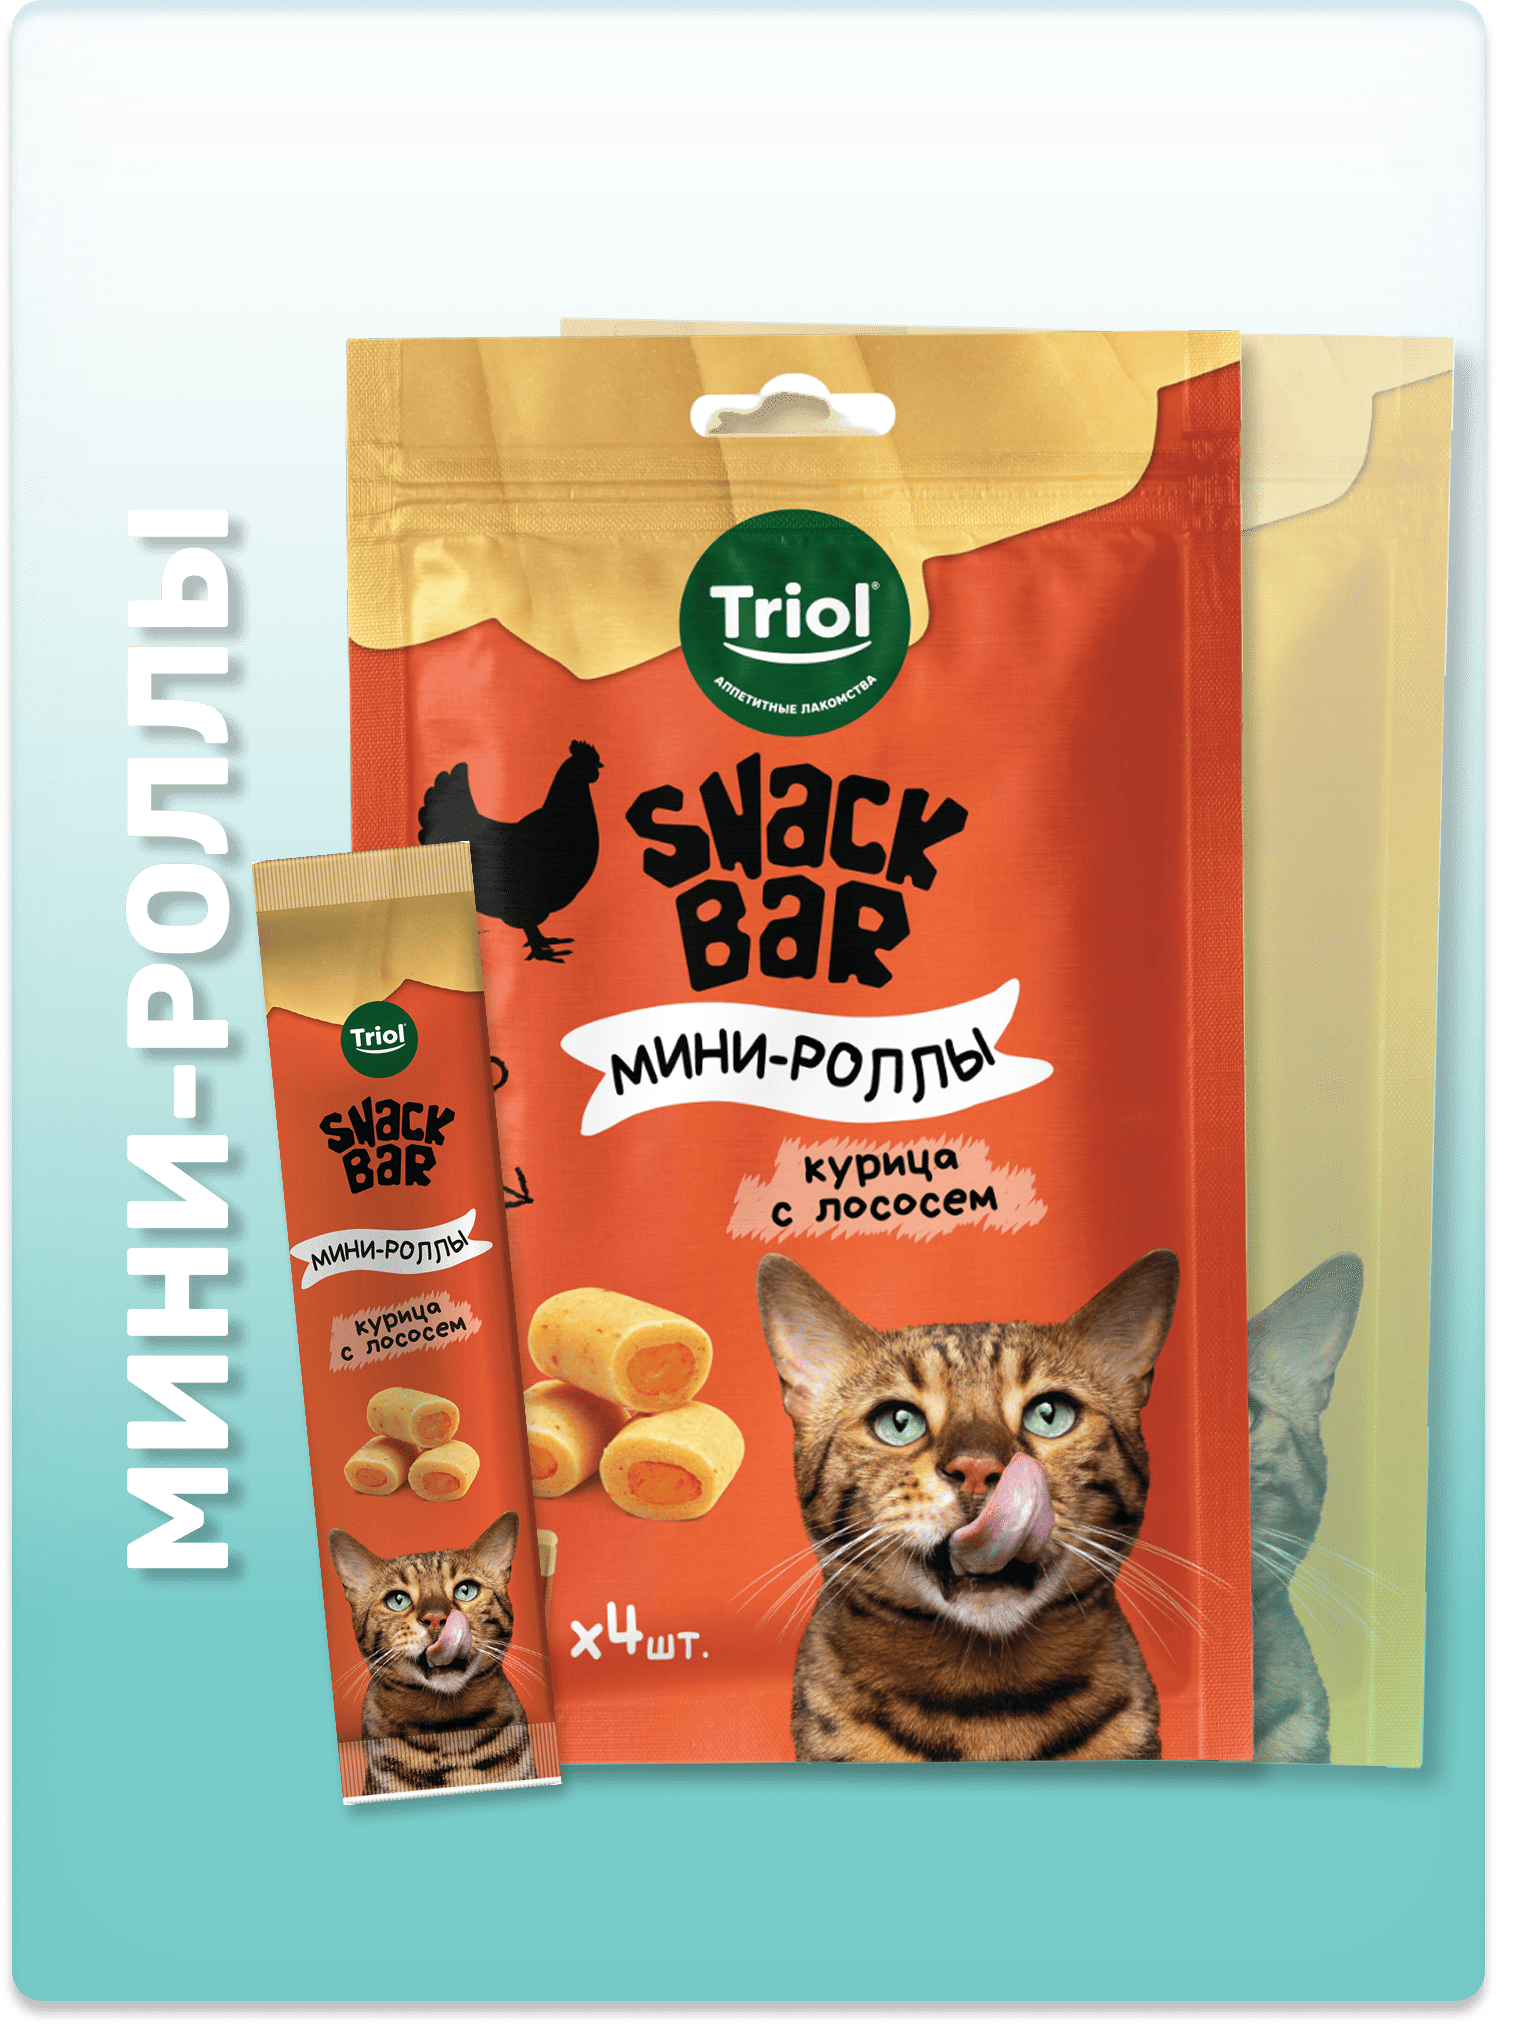 МИНИ-РОЛЛЫ
Triol®
АППЕТИТНЫЕ ЛАКОМСТВА
SNACK
BAR
МИНИ-РОЛЛЫ
курица
с лососем
x4шт.
Triol
SNACK
BAR
МИНИ-РОЛЛЫ
курица
с лососем